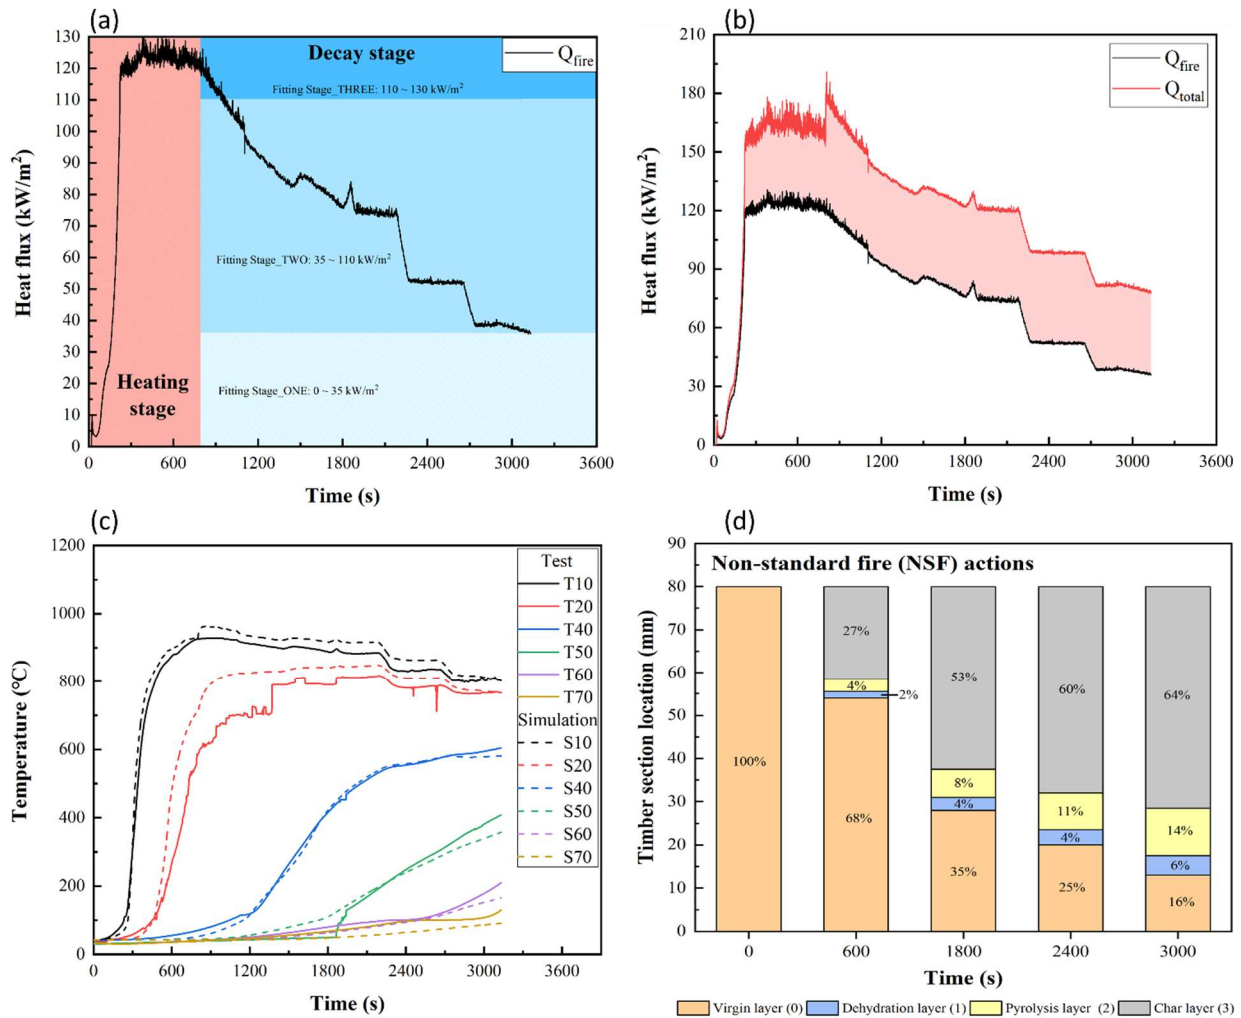 (a)
130
120
110
100
90
80
70
60
50
40
30
20
10
0
Heat flux (kW/m²)
Decay stage
Q_fire
Fitting Stage_THREE: 110 ~ 130 kW/m²
Fitting Stage_TWO: 35 ~ 110 kW/m²
Heating
stage
Fitting Stage_ONE: 0 ~ 35 kW/m²
0 600 1200 1800 2400 3000 3600
Time (s)
(b)
210
180
150
120
90
60
30
0
Heat flux (kW/m²)
Q_fire
Q_total
0 600 1200 1800 2400 3000 3600
Time (s)
(c)
1200
1000
800
600
400
200
0
Temperature (℃)
Test
T10
T20
T40
T50
T60
T70
Simulation
S10
S20
S40
S50
S60
S70
0 600 1200 1800 2400 3000 3600
Time (s)
(d)
90
80
70
60
50
40
30
20
10
0
Timber section location (mm)
Non-standard fire (NSF) actions
100%
27%
4%
2%
68%
53%
8%
4%
35%
60%
11%
4%
25%
64%
14%
6%
16%
0 600 1800 2400 3000
Time (s)
Virgin layer (0) Dehydration layer (1) Pyrolysis layer (2) Char layer (3)